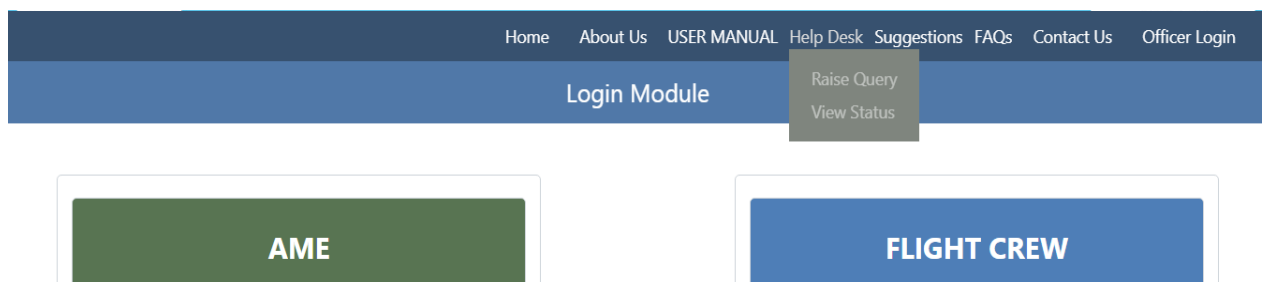 Home About Us USER MANUAL Help Desk Suggestions FAQs Contact Us Officer Login
Login Module
Raise Query
View Status
AME
FLIGHT CREW